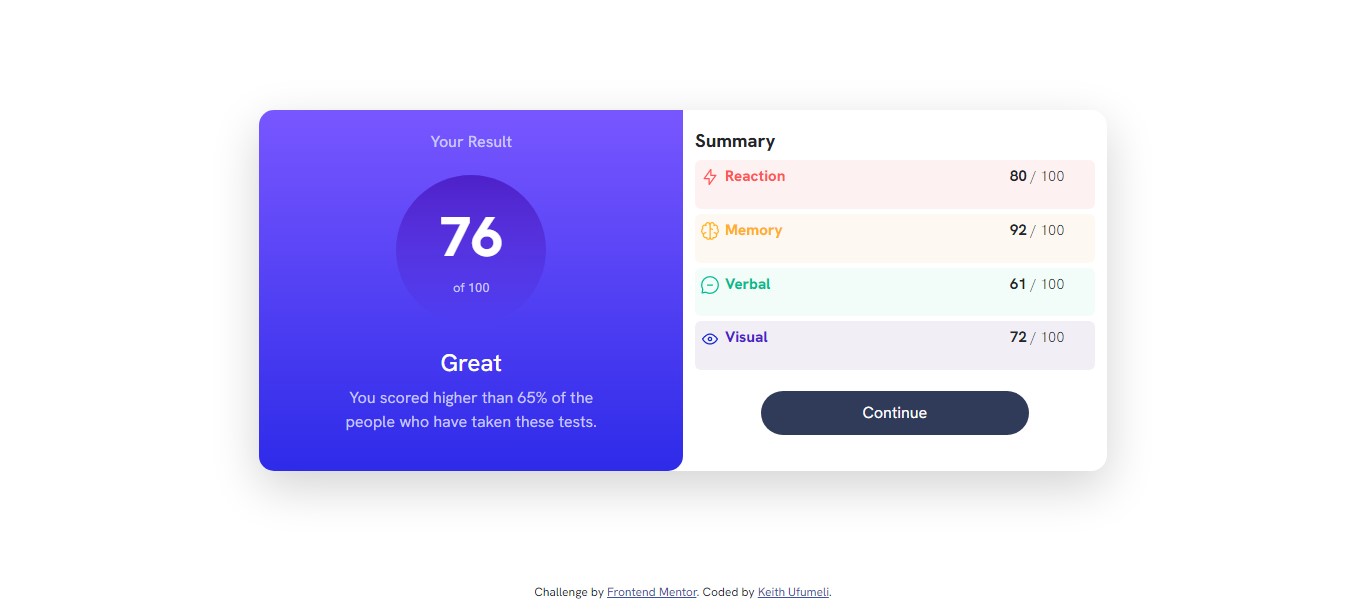 Your Result
76
of 100
Great
You scored higher than 65% of the
people who have taken these tests.
Summary
Reaction 80 / 100
Memory 92 / 100
Verbal 61 / 100
Visual 72 / 100
Continue
Challenge by Frontend Mentor. Coded by Keith Ufumeli.